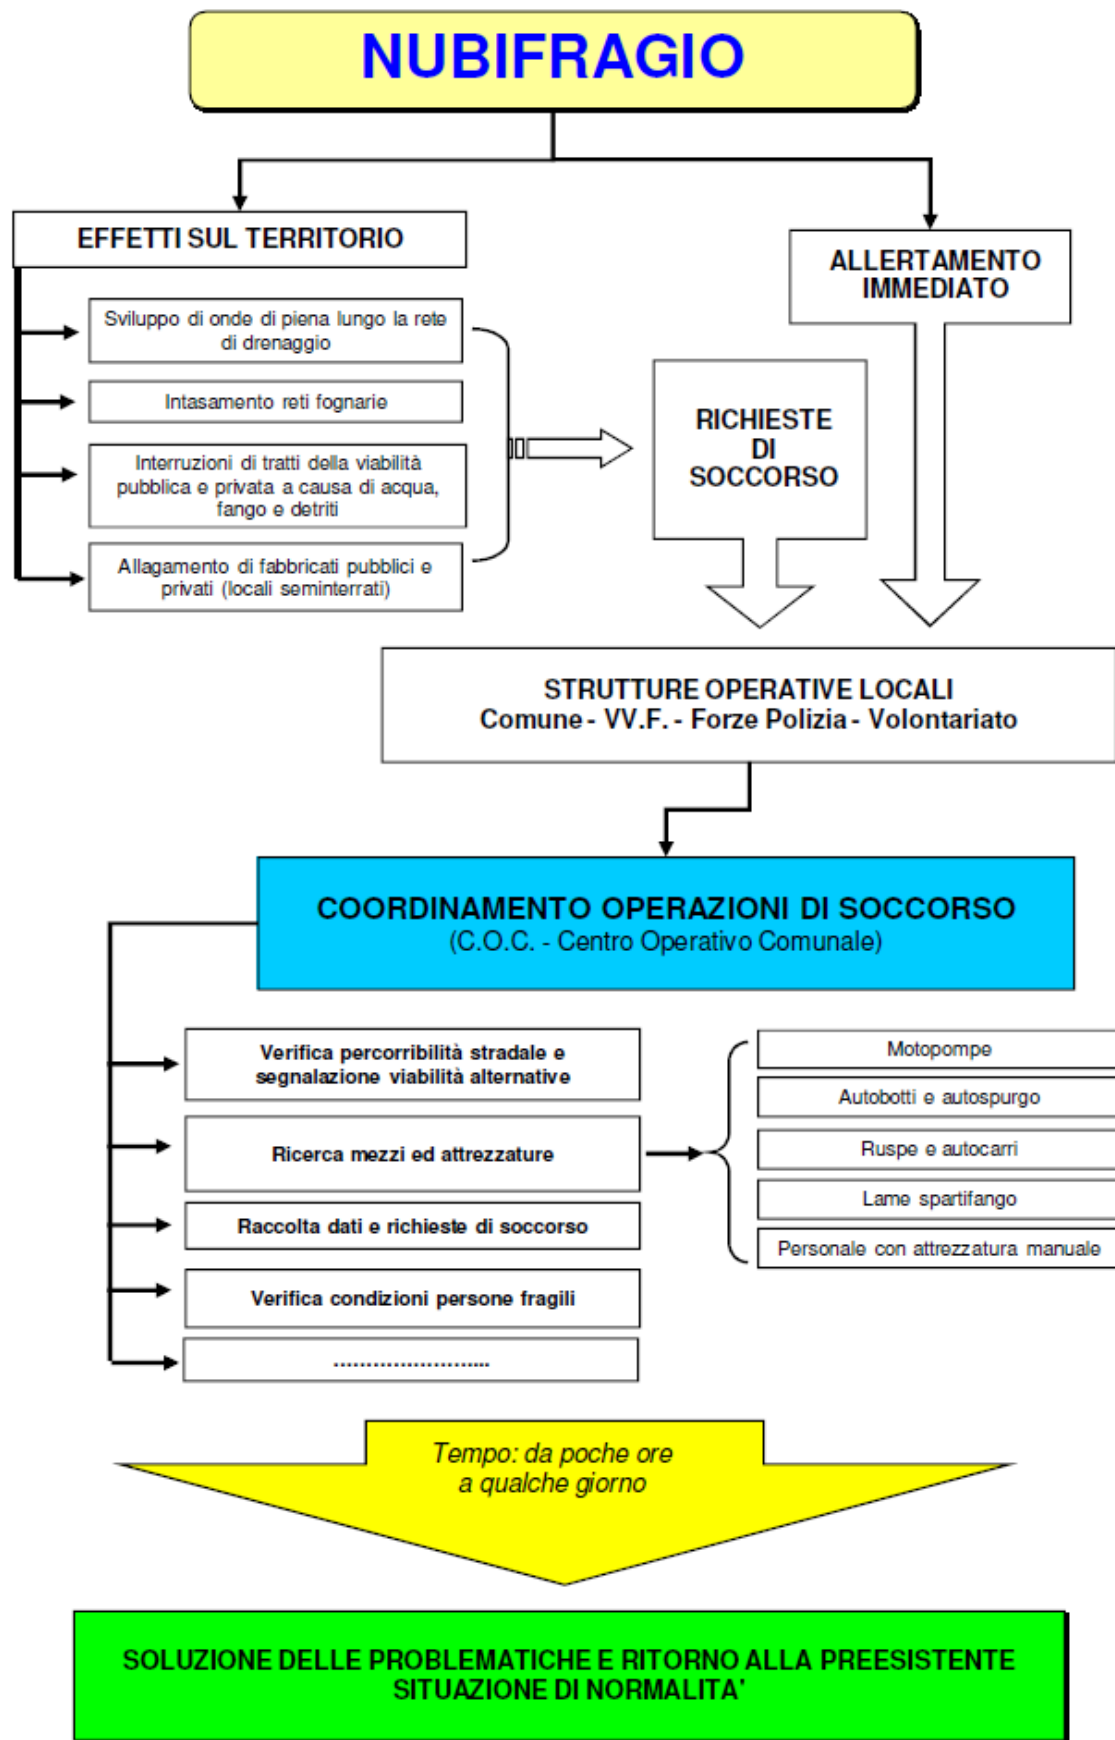 NUBIFRAGIO
EFFETTI SUL TERRITORIO
ALLERTAMENTO
IMMEDIATO
Sviluppo di onde di piena lungo la rete
di drenaggio
Intasamento reti fognarie
Interruzioni di tratti della viabilità
pubblica e privata a causa di acqua,
fango e detriti
Allagamento di fabbricati pubblici e
privati (locali seminterrati)
RICHIESTE
DI
SOCCORSO
STRUTTURE OPERATIVE LOCALI
Comune - VV.F. - Forze Polizia - Volontariato
COORDINAMENTO OPERAZIONI DI SOCCORSO
(C.O.C. - Centro Operativo Comunale)
Verifica percorribilità stradale e
segnalazione viabilità alternative
Ricerca mezzi ed attrezzature
Raccolta dati e richieste di soccorso
Verifica condizioni persone fragili
........................
Motopompe
Autobotti e autospurgo
Ruspe e autocarri
Lame spartifango
Personale con attrezzatura manuale
Tempo: da poche ore
a qualche giorno
SOLUZIONE DELLE PROBLEMATICHE E RITORNO ALLA PREESISTENTE
SITUAZIONE DI NORMALITA'